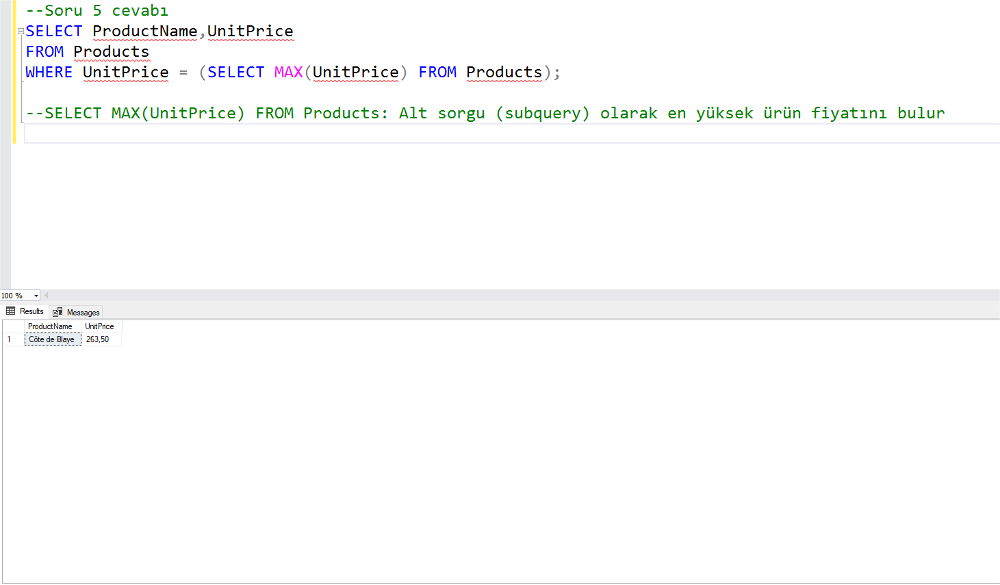 --Soru 5 cevabı
SELECT ProductName,UnitPrice
FROM Products
WHERE UnitPrice = (SELECT MAX(UnitPrice) FROM Products);
--SELECT MAX(UnitPrice) FROM Products: Alt sorgu (subquery) olarak en yüksek ürün fiyatını bulur
100 %
Results Messages
ProductName UnitPrice
1 Côte de Blaye 263,50